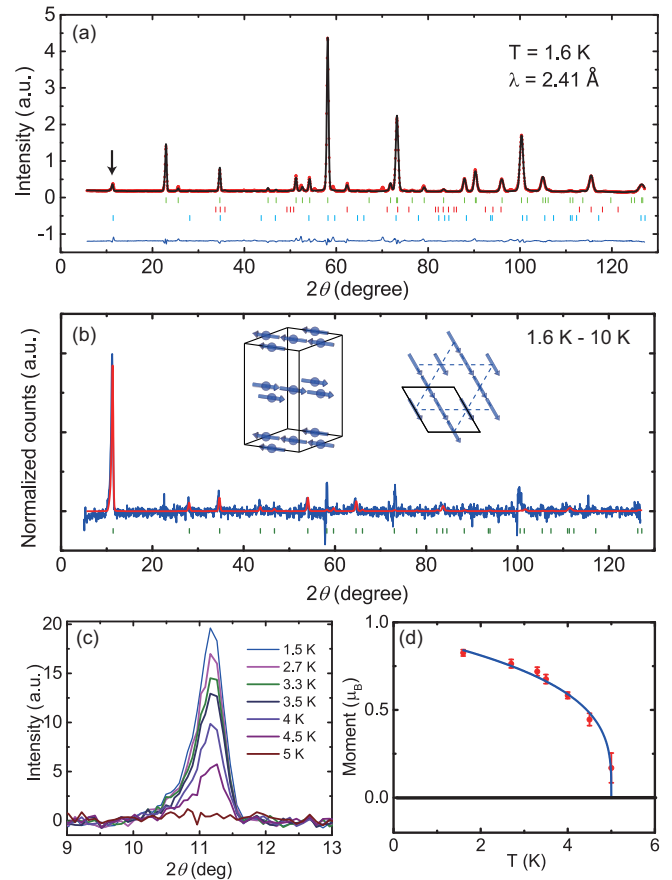 (a)
T = 1.6 K
λ = 2.41 Å
Intensity (a.u.)
5
4
3
2
1
0
-1
0 20 40 60 80 100 120
2θ (degree)
(b)
1.6 K - 10 K
Normalized counts (a.u.)
0 20 40 60 80 100 120
2θ (degree)
(c)
Intensity (a.u.)
20
15
10
5
0
1.5 K
2.7 K
3.3 K
3.5 K
4 K
4.5 K
5 K
9 10 11 12 13
2θ (deg)
(d)
Moment (μB)
1.0
0.5
0.0
0 2 4 6
T (K)